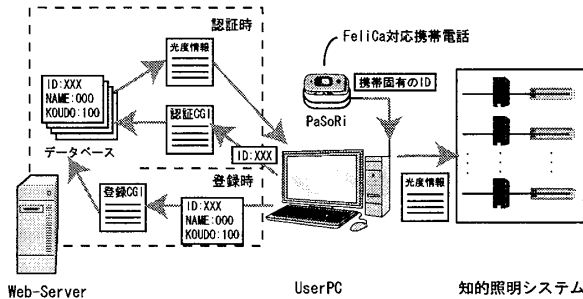 認証時
光度情報
FeliCa対応携帯電話
ID:XXX
NAME:000
KOUDO:100
認証CGI
携帯固有のID
PaSoRi
データベース
ID:XXX
登録時
登録CGI
ID:XXX
NAME:000
KOUDO:100
光度情報
Web-Server
UserPC
知的照明システム